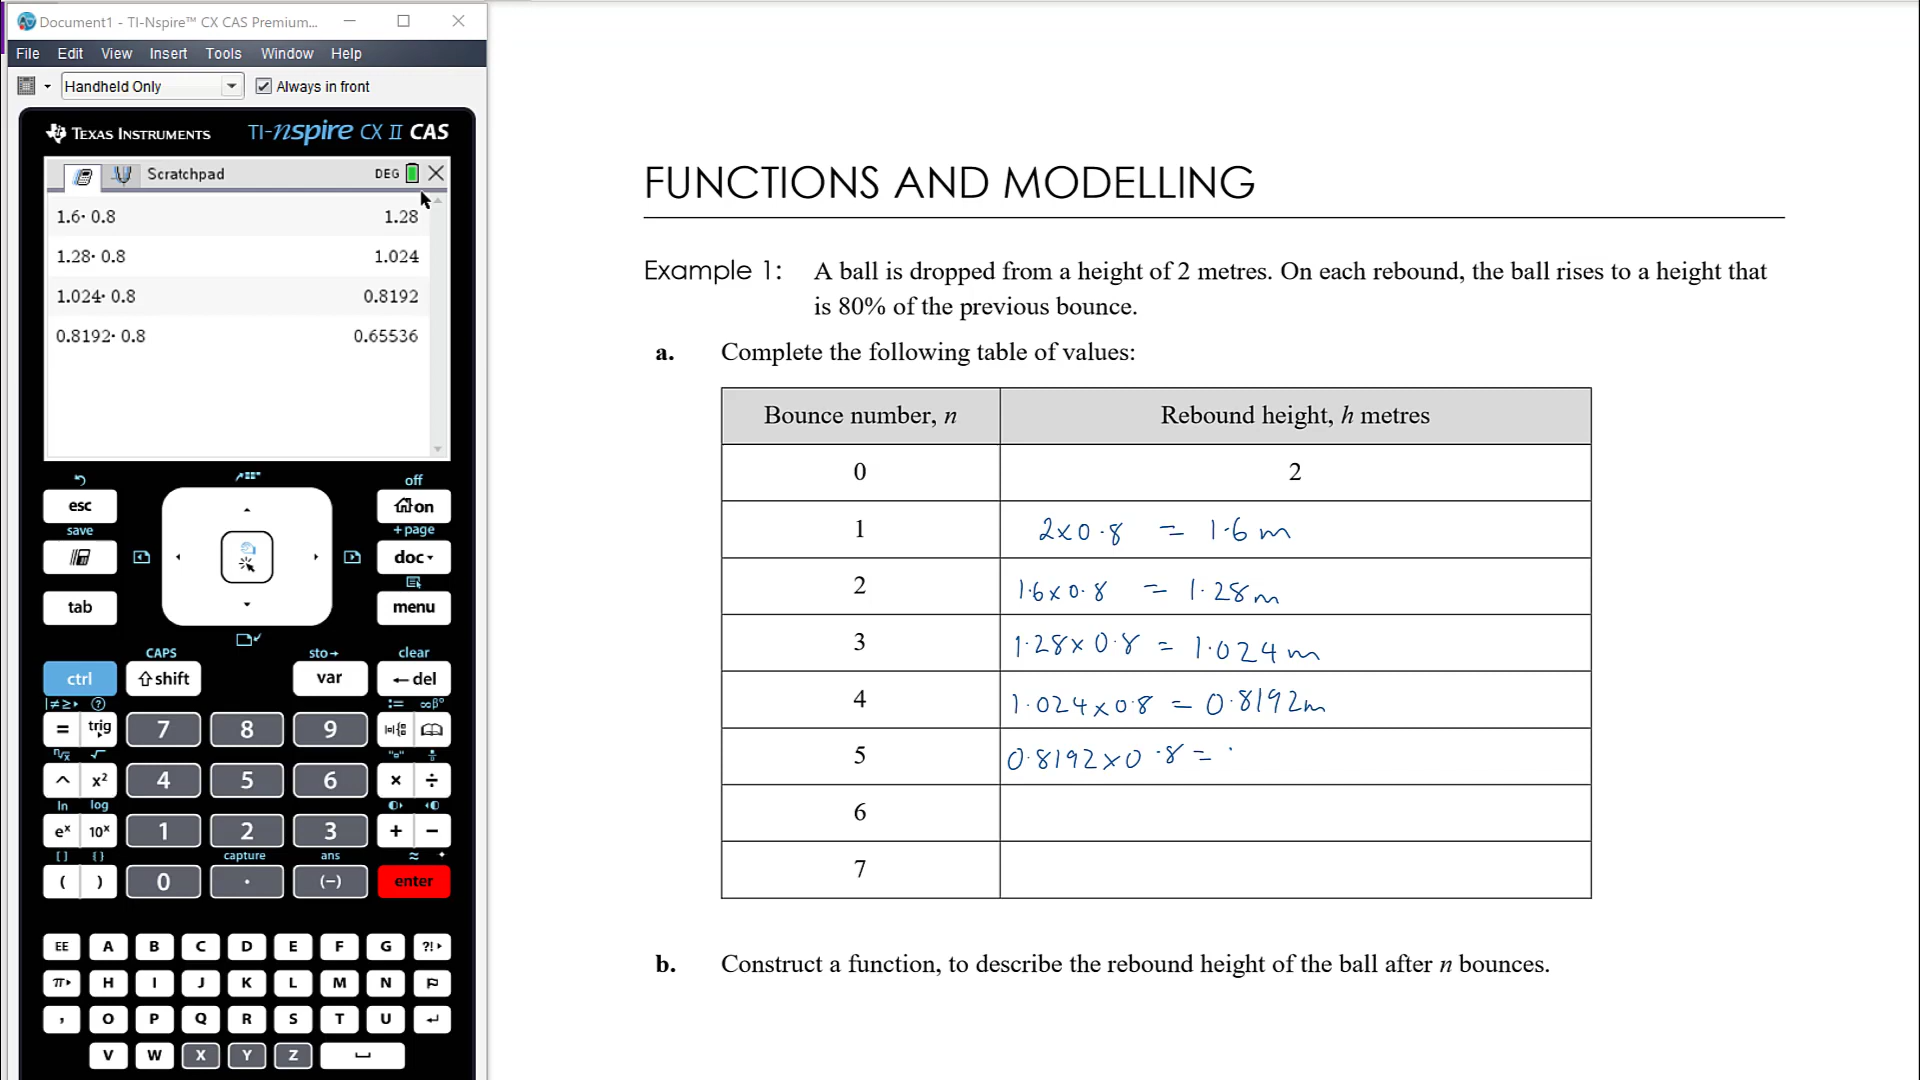 Document1 - TI-Nspire™ CX CAS Premium...
File Edit View Insert Tools Window Help
Handheld Only Always in front
TEXAS INSTRUMENTS TI-nspire CX II CAS
Scratchpad DEG
1.6· 0.8 1.28
1.28· 0.8 1.024
1.024· 0.8 0.8192
0.8192· 0.8 0.65536
off
esc on
save + page
doc
tab menu
CAPS sto→ clear
ctrl shift var ← del
|≠≥▸ ? := ∞β°
= trig 7 8 9
ⁿ√x √ "▫"
^ x² 4 5 6 × ÷
ln log
eˣ 10ˣ 1 2 3 + −
[ ] { } capture ans ≈
( ) 0 . (−) enter
EE A B C D E F G ?!▸
π▸ H I J K L M N
, O P Q R S T U
V W X Y Z
FUNCTIONS AND MODELLING
Example 1: A ball is dropped from a height of 2 metres. On each rebound, the ball rises to a height that
is 80% of the previous bounce.
a. Complete the following table of values:
Bounce number, n Rebound height, h metres
0 2
1 2×0.8 = 1.6 m
2 1.6×0.8 = 1.28m
3 1.28×0.8 = 1.024 m
4 1.024×0.8 = 0.8192m
5 0.8192×0.8 =
6
7
b. Construct a function, to describe the rebound height of the ball after n bounces.